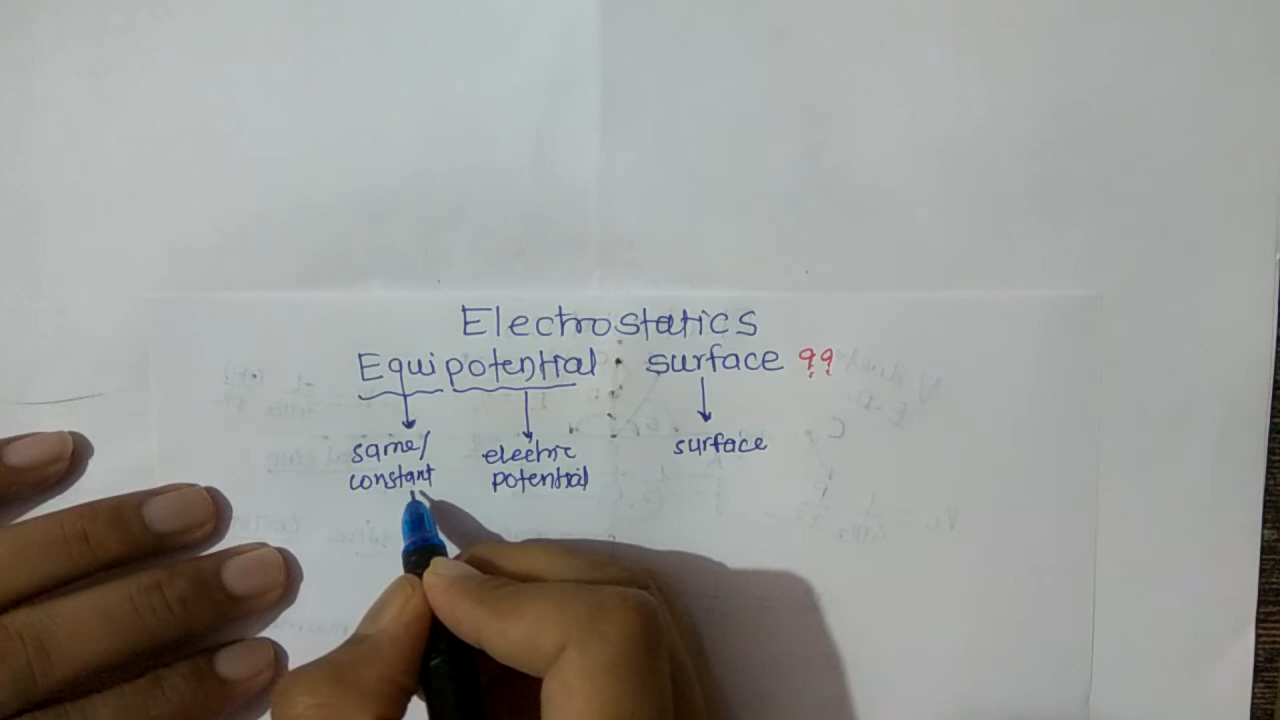 Electrostatics
Equipotential surface ??
same/ constant
electric potential
surface